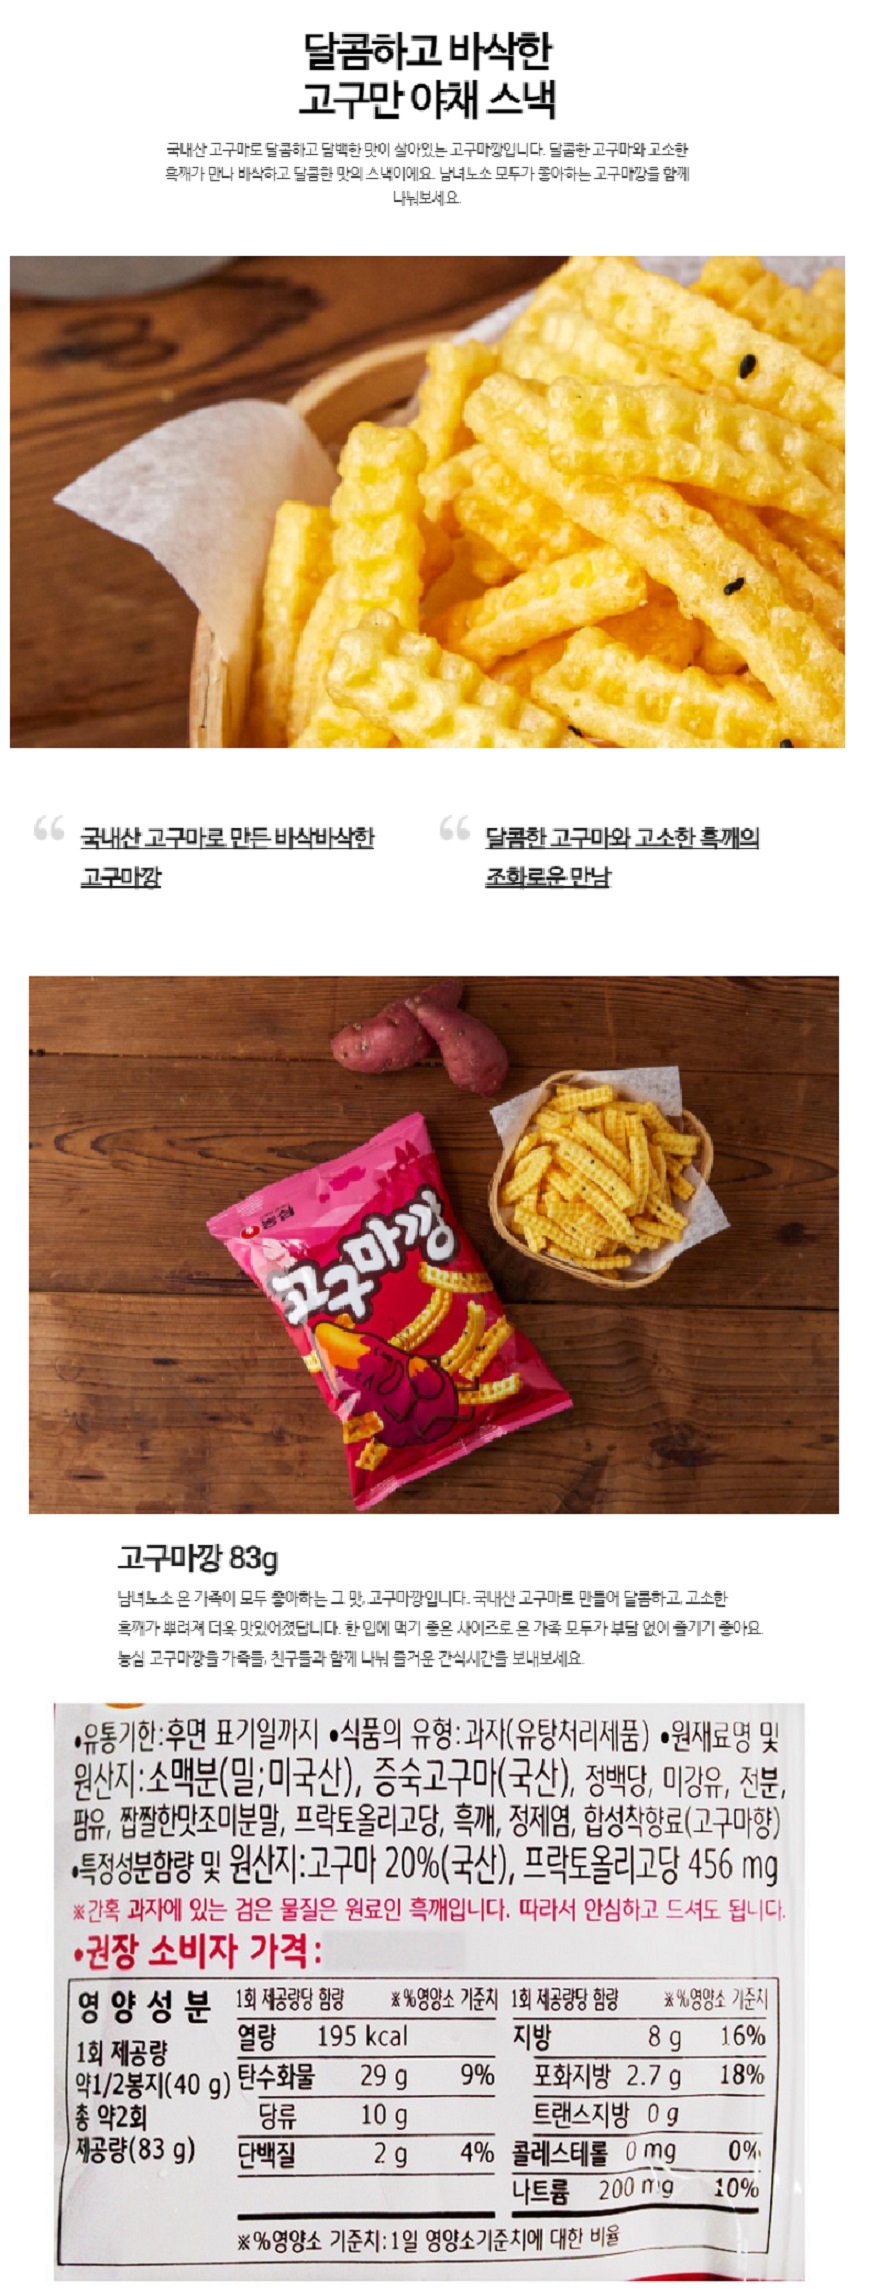 달콤하고 바삭한
고구만 야채 스낵
국내산 고구마로 달콤하고 담백한 맛이 살아있는 고구마깡입니다. 달콤한 고구마와 고소한
흑깨가 만나 바삭하고 달콤한 맛의 스낵이에요. 남녀노소 모두가 좋아하는 고구마깡을 함께
나눠보세요.
“ 국내산 고구마로 만든 바삭바삭한
고구마깡
“ 달콤한 고구마와 고소한 흑깨의
조화로운 만남
농심
고구마깡
고구마깡 83g
남녀노소 온 가족이 모두 좋아하는 그 맛, 고구마깡입니다. 국내산 고구마로 만들어 달콤하고, 고소한
흑깨가 뿌려져 더욱 맛있어졌답니다. 한 입에 먹기 좋은 사이즈로 온 가족 모두가 부담 없이 즐기기 좋아요.
농심 고구마깡을 가족들, 친구들과 함께 나눠 즐거운 간식시간을 보내보세요.
•유통기한:후면 표기일까지 •식품의 유형:과자(유탕처리제품) •원재료명 및
원산지:소맥분(밀;미국산), 증숙고구마(국산), 정백당, 미강유, 전분,
팜유, 짭짤한맛조미분말, 프락토올리고당, 흑깨, 정제염, 합성착향료(고구마향)
•특정성분함량 및 원산지:고구마 20%(국산), 프락토올리고당 456 mg
※간혹 과자에 있는 검은 물질은 원료인 흑깨입니다. 따라서 안심하고 드셔도 됩니다.
•권장 소비자 가격:
영양성분
1회 제공량
약1/2봉지(40 g)
총 약2회
제공량(83 g)
1회 제공량당 함량 ※%영양소 기준치
열량 195 kcal
탄수화물 29 g 9%
당류 10 g
단백질 2 g 4%
1회 제공량당 함량 ※%영양소 기준치
지방 8 g 16%
포화지방 2.7 g 18%
트랜스지방 0 g
콜레스테롤 0 mg 0%
나트륨 200 mg 10%
※%영양소 기준치:1일 영양소기준치에 대한 비율